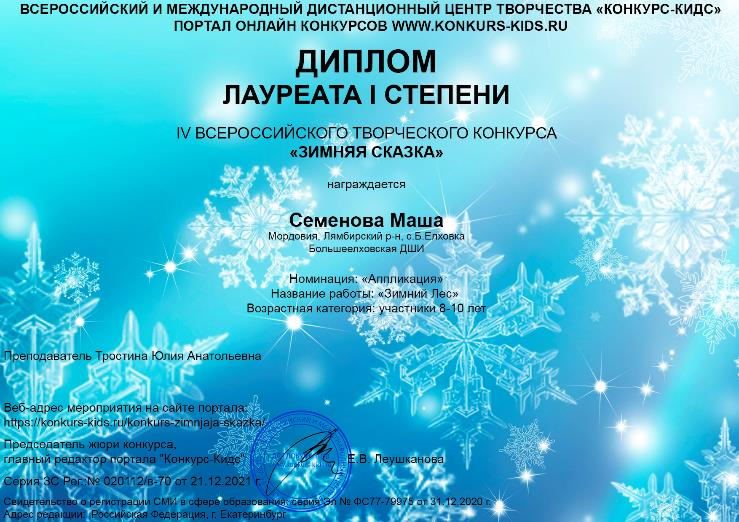 ВСЕРОССИЙСКИЙ И МЕЖДУНАРОДНЫЙ ДИСТАНЦИОННЫЙ ЦЕНТР ТВОРЧЕСТВА «КОНКУРС-КИДС»
ПОРТАЛ ОНЛАЙН КОНКУРСОВ WWW.KONKURS-KIDS.RU
ДИПЛОМ
ЛАУРЕАТА I СТЕПЕНИ
IV ВСЕРОССИЙСКОГО ТВОРЧЕСКОГО КОНКУРСА
«ЗИМНЯЯ СКАЗКА»
награждается
Семенова Маша
Мордовия, Лямбирский р-н, с.Б.Елховка
Большеелховская ДШИ
Номинация: «Аппликация»
Название работы: «Зимний Лес»
Возрастная категория: участники 8-10 лет
Преподаватель Тростина Юлия Анатольевна
Веб-адрес мероприятия на сайте портала:
https://konkurs-kids.ru/konkurs-zimnjaja-skazka/
Председатель жюри конкурса,
главный редактор портала "Конкурс-Кидс" Е.В. Леушканова
Серия ЗС Рег.№ 020112/в-70 от 21.12.2021 г.
Свидетельство о регистрации СМИ в сфере образования: серия Эл № ФС77-79975 от 31.12.2020 г.
Адрес редакции: Российская Федерация, г. Екатеринбург